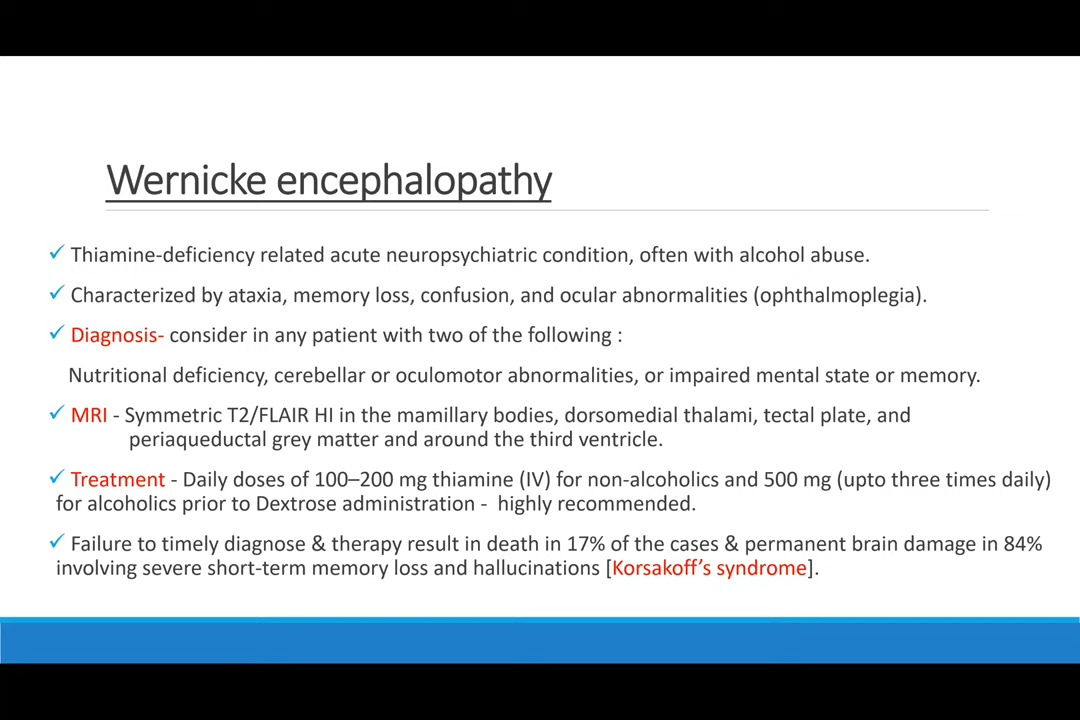 Wernicke encephalopathy
✓ Thiamine-deficiency related acute neuropsychiatric condition, often with alcohol abuse.
✓ Characterized by ataxia, memory loss, confusion, and ocular abnormalities (ophthalmoplegia).
✓ Diagnosis- consider in any patient with two of the following :
Nutritional deficiency, cerebellar or oculomotor abnormalities, or impaired mental state or memory.
✓ MRI - Symmetric T2/FLAIR HI in the mamillary bodies, dorsomedial thalami, tectal plate, and
periaqueductal grey matter and around the third ventricle.
✓ Treatment - Daily doses of 100–200 mg thiamine (IV) for non-alcoholics and 500 mg (upto three times daily)
for alcoholics prior to Dextrose administration - highly recommended.
✓ Failure to timely diagnose & therapy result in death in 17% of the cases & permanent brain damage in 84%
involving severe short-term memory loss and hallucinations [Korsakoff's syndrome].